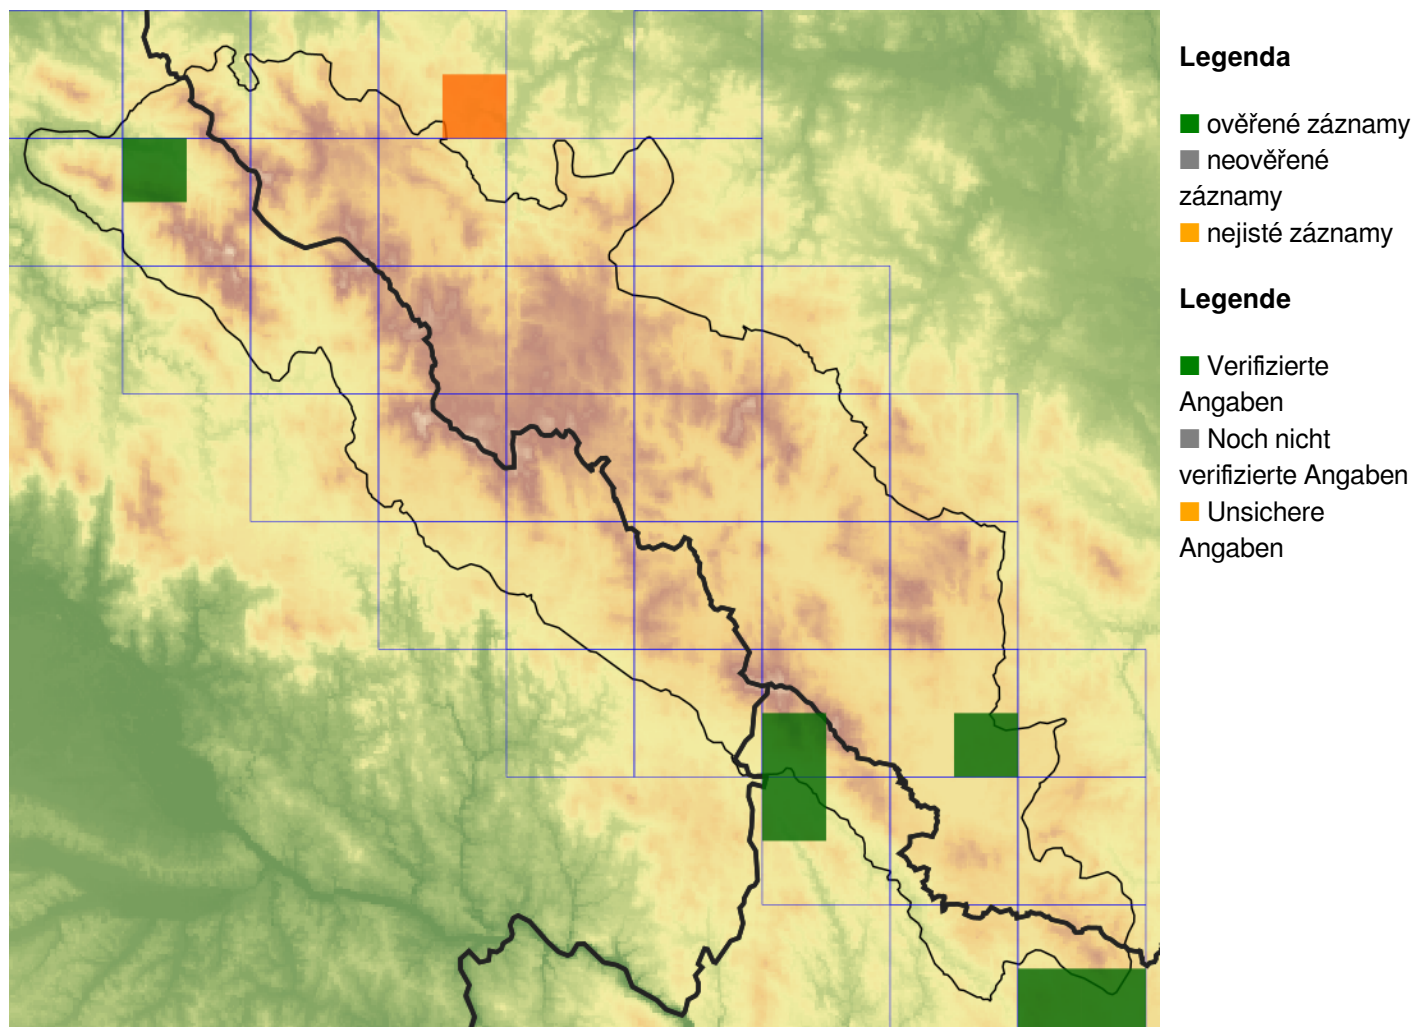 Legenda
ověřené záznamy
neověřené
záznamy
nejisté záznamy
Legende
Verifizierte
Angaben
Noch nicht
verifizierte Angaben
Unsichere
Angaben